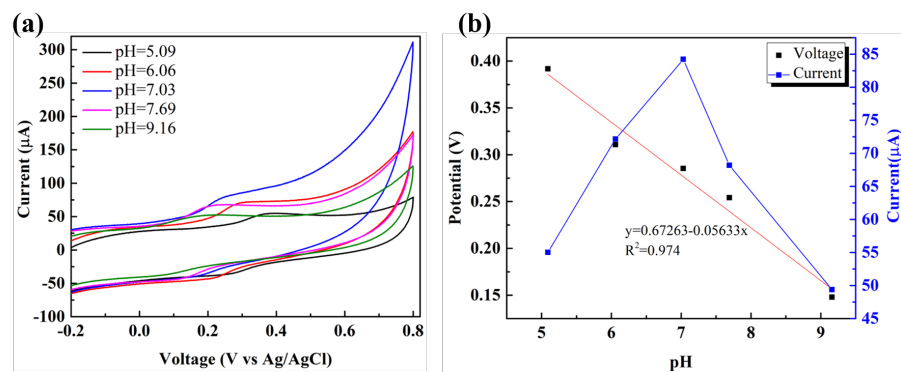 (a)
pH=5.09
pH=6.06
pH=7.03
pH=7.69
pH=9.16
300
250
200
150
100
50
0
-50
-100
-0.2
0.0
0.2
0.4
0.6
0.8
Current (μA)
Voltage (V vs Ag/AgCl)
(b)
Voltage
Current
0.40
0.35
0.30
0.25
0.20
0.15
Potential (V)
y=0.67263-0.05633x
R²=0.974
85
80
75
70
65
60
55
50
45
Current(μA)
5
6
7
8
9
pH